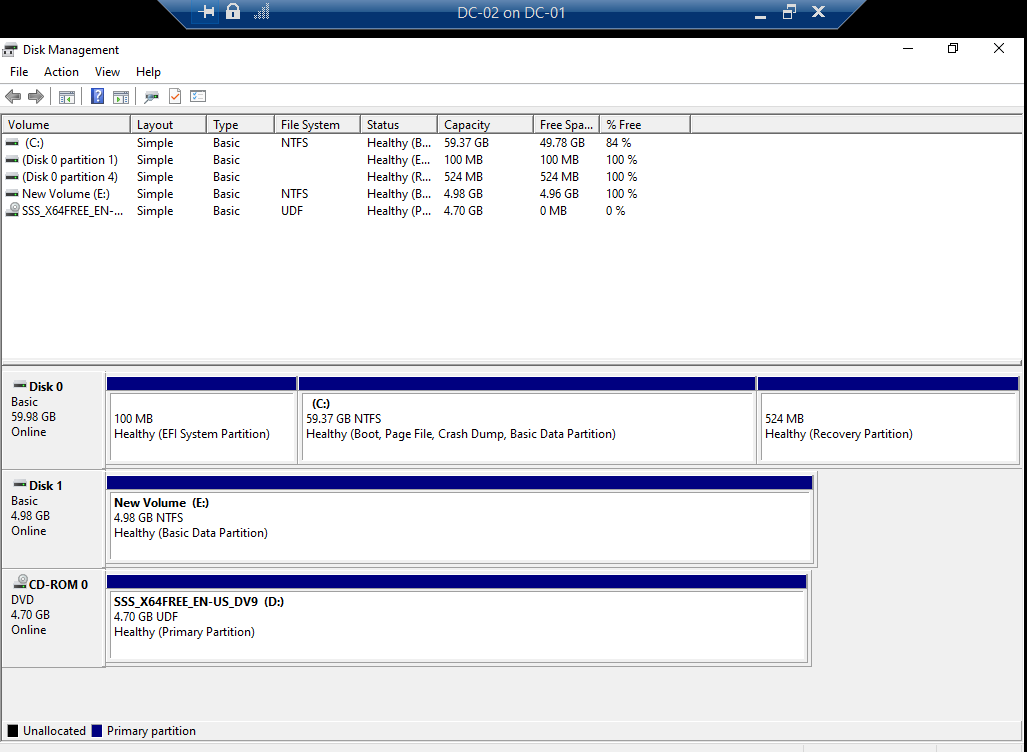 DC-02 on DC-01
Disk Management
File Action View Help
Volume Layout Type File System Status Capacity Free Spa... % Free
(C:) Simple Basic NTFS Healthy (B... 59.37 GB 49.78 GB 84 %
(Disk 0 partition 1) Simple Basic Healthy (E... 100 MB 100 MB 100 %
(Disk 0 partition 4) Simple Basic Healthy (R... 524 MB 524 MB 100 %
New Volume (E:) Simple Basic NTFS Healthy (B... 4.98 GB 4.96 GB 100 %
SSS_X64FREE_EN-... Simple Basic UDF Healthy (P... 4.70 GB 0 MB 0 %
Disk 0
Basic
59.98 GB
Online
100 MB
Healthy (EFI System Partition)
(C:)
59.37 GB NTFS
Healthy (Boot, Page File, Crash Dump, Basic Data Partition)
524 MB
Healthy (Recovery Partition)
Disk 1
Basic
4.98 GB
Online
New Volume (E:)
4.98 GB NTFS
Healthy (Basic Data Partition)
CD-ROM 0
DVD
4.70 GB
Online
SSS_X64FREE_EN-US_DV9 (D:)
4.70 GB UDF
Healthy (Primary Partition)
Unallocated Primary partition